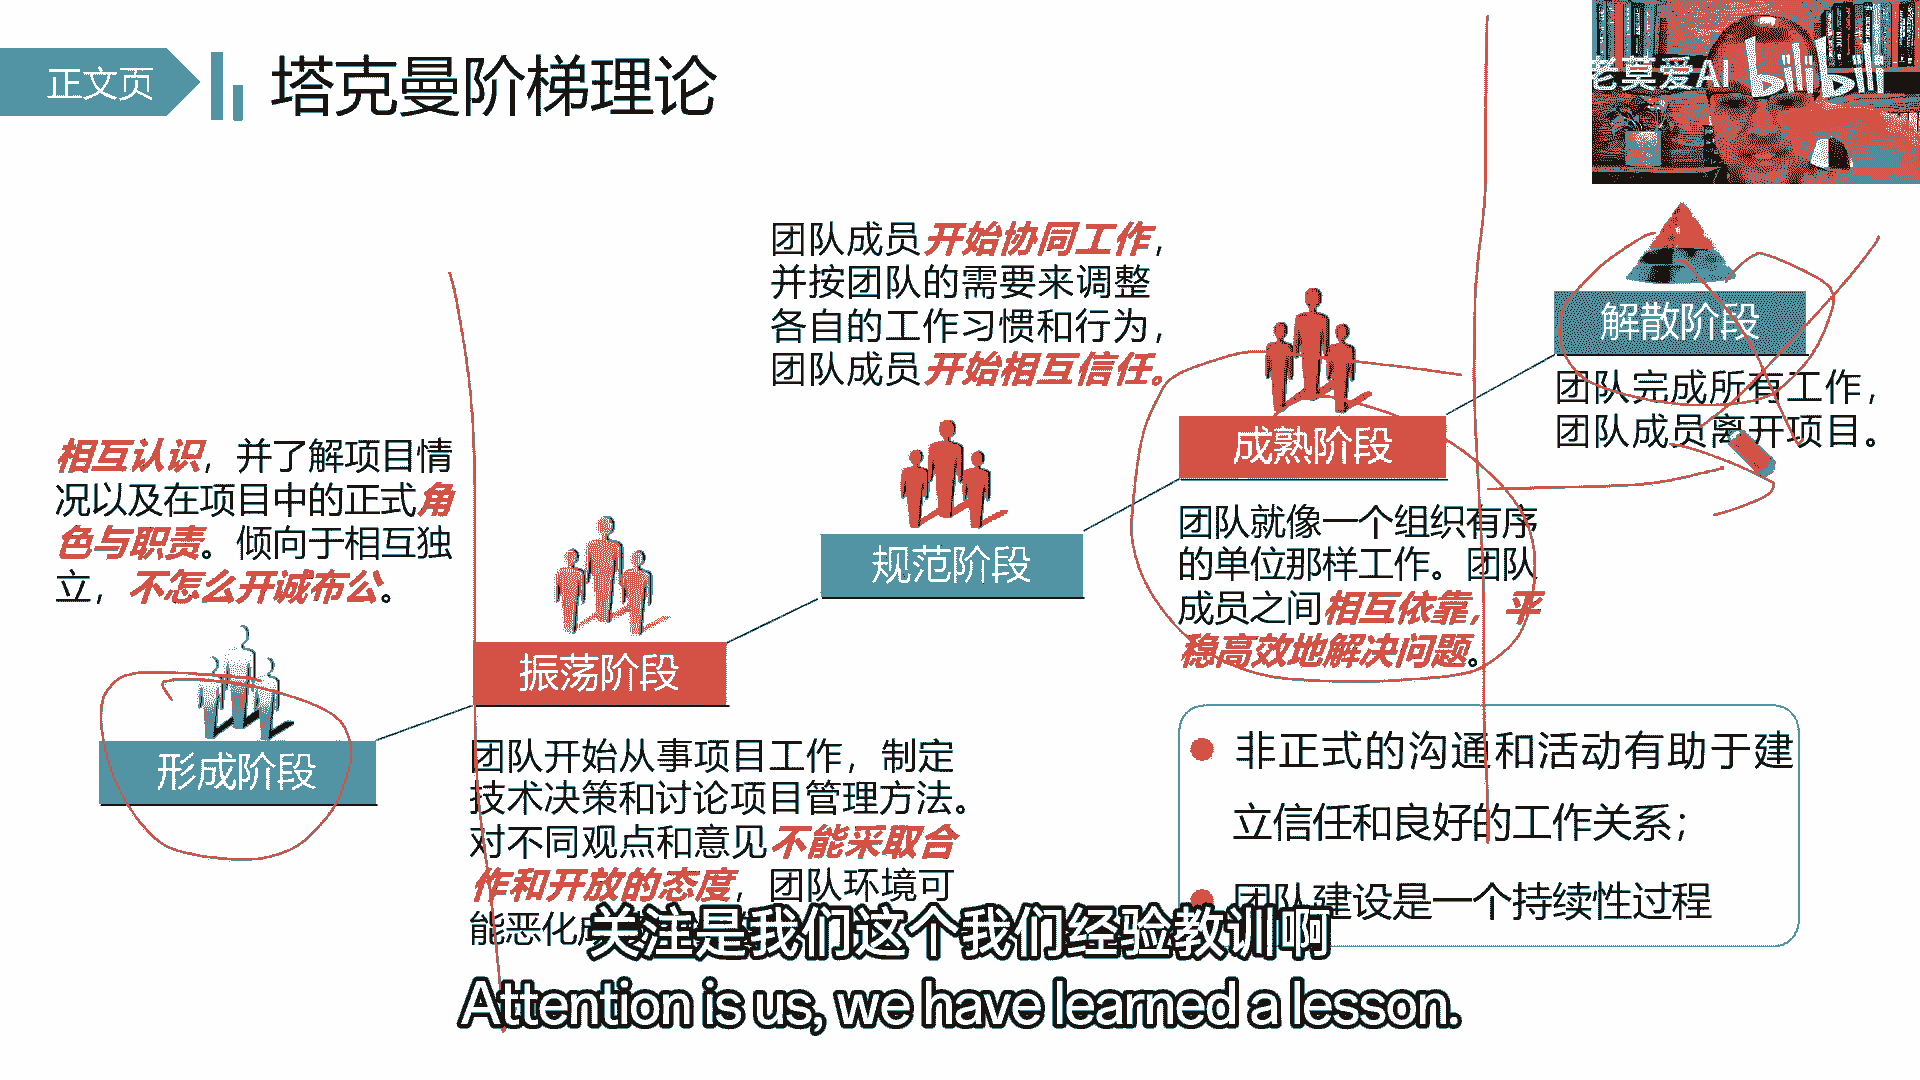 正文页
塔克曼阶梯理论
老莫爱AI
bilibili
团队成员开始协同工作，
并按团队的需要来调整
各自的工作习惯和行为，
团队成员开始相互信任。
解散阶段
团队完成所有工作，
团队成员离开项目。
相互认识，并了解项目情
况以及在项目中的正式角
色与职责。倾向于相互独
立，不怎么开诚布公。
成熟阶段
团队就像一个组织有序
的单位那样工作。团队
成员之间相互依靠，平
稳高效地解决问题。
规范阶段
振荡阶段
形成阶段
团队开始从事项目工作，制定
技术决策和讨论项目管理方法。
对不同观点和意见不能采取合
作和开放的态度，团队环境可
能恶化成
非正式的沟通和活动有助于建
立信任和良好的工作关系；
团队建设是一个持续性过程
关注是我们这个我们经验教训啊
Attention is us, we have learned a lesson.